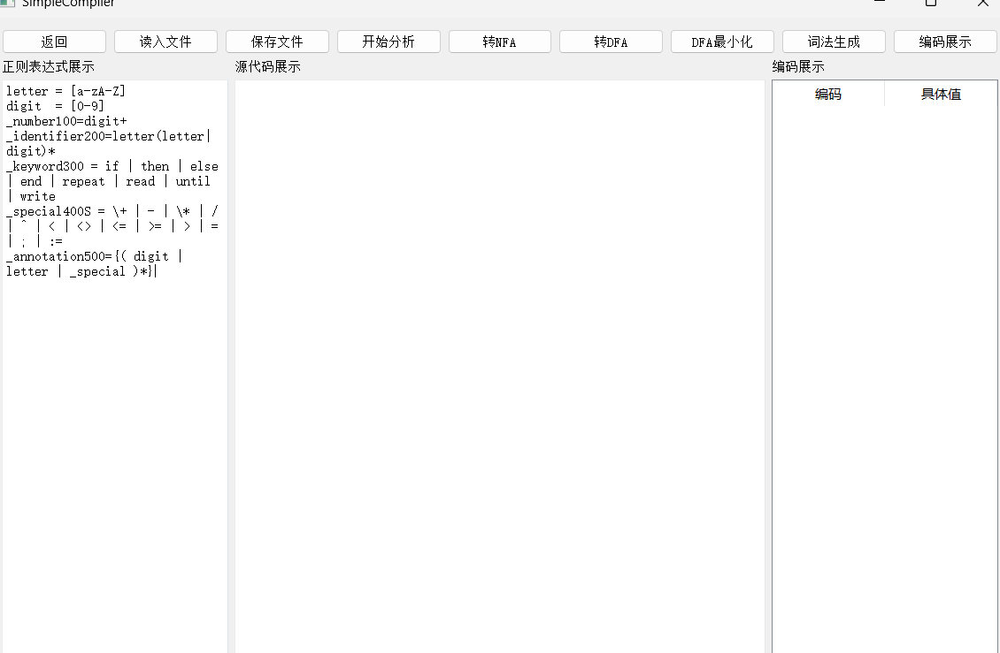 SimpleCompiler
返回 读入文件 保存文件 开始分析 转NFA 转DFA DFA最小化 词法生成 编码展示
正则表达式展示 源代码展示 编码展示
编码 具体值
letter = [a-zA-Z]
digit  = [0-9]
_number100=digit+
_identifier200=letter(letter|
digit)*
_keyword300 = if | then | else
| end | repeat | read | until
| write
_special400S = \+ | - | \* | /
| ^ | < | <> | <= | >= | > | =
| ; | :=
_annotation500={( digit |
letter | _special )*}